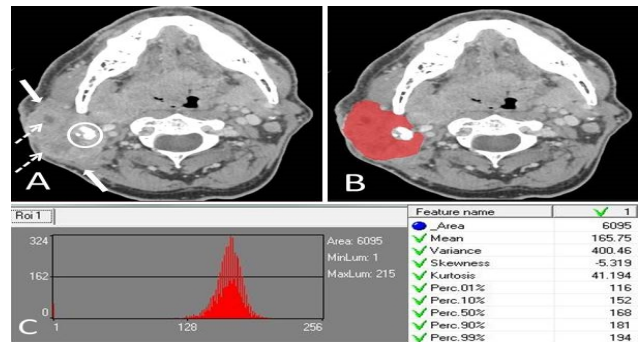 A
B
Roi 1
324
162
0
1
128
256
Area: 6095
MinLum: 1
MaxLum: 215
C
Feature name 1
_Area 6095
Mean 165.75
Variance 400.46
Skewness -5.319
Kurtosis 41.194
Perc.01% 116
Perc.10% 152
Perc.50% 168
Perc.90% 181
Perc.99% 194